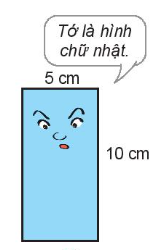 Tớ là hình
chữ nhật.
5 cm
10 cm